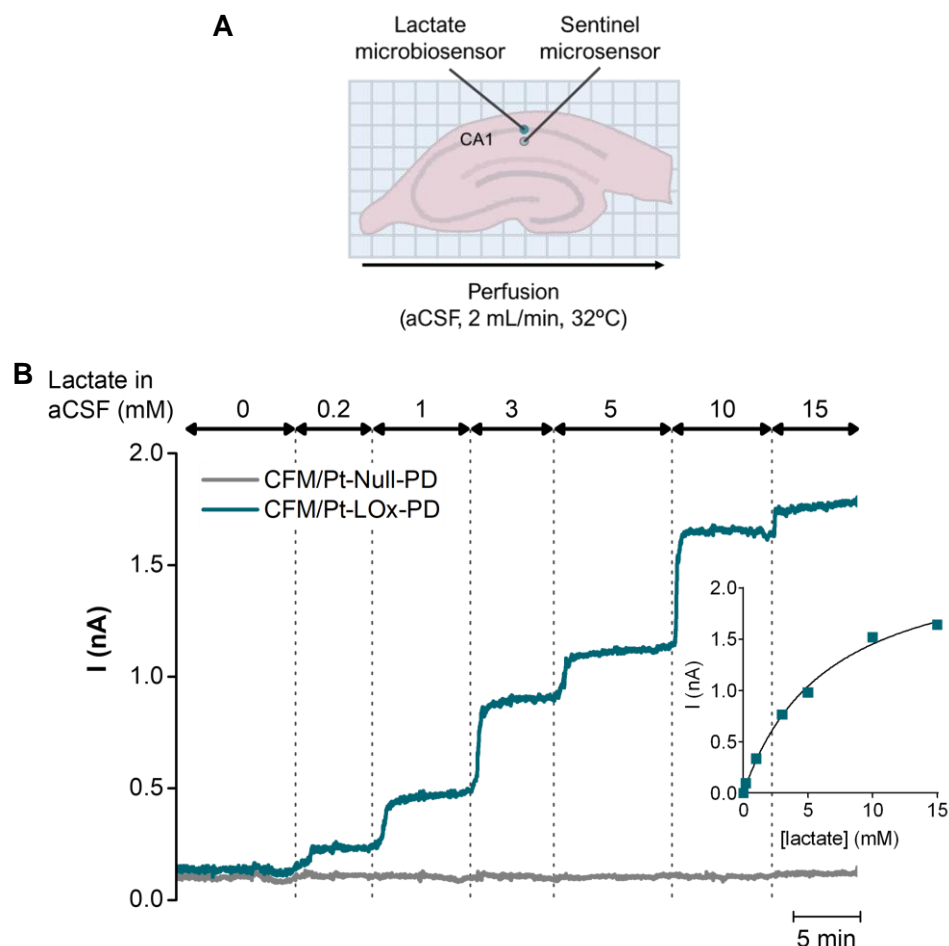 A
Lactate
microbiosensor
Sentinel
microsensor
CA1
Perfusion
(aCSF, 2 mL/min, 32ºC)
B
Lactate in
aCSF (mM)
0 0.2 1 3 5 10 15
2.0
1.5
1.0
0.5
0.0
I (nA)
CFM/Pt-Null-PD
CFM/Pt-LOx-PD
2.0
1.5
1.0
0.5
0.0
I (nA)
0 5 10 15
[lactate] (mM)
5 min